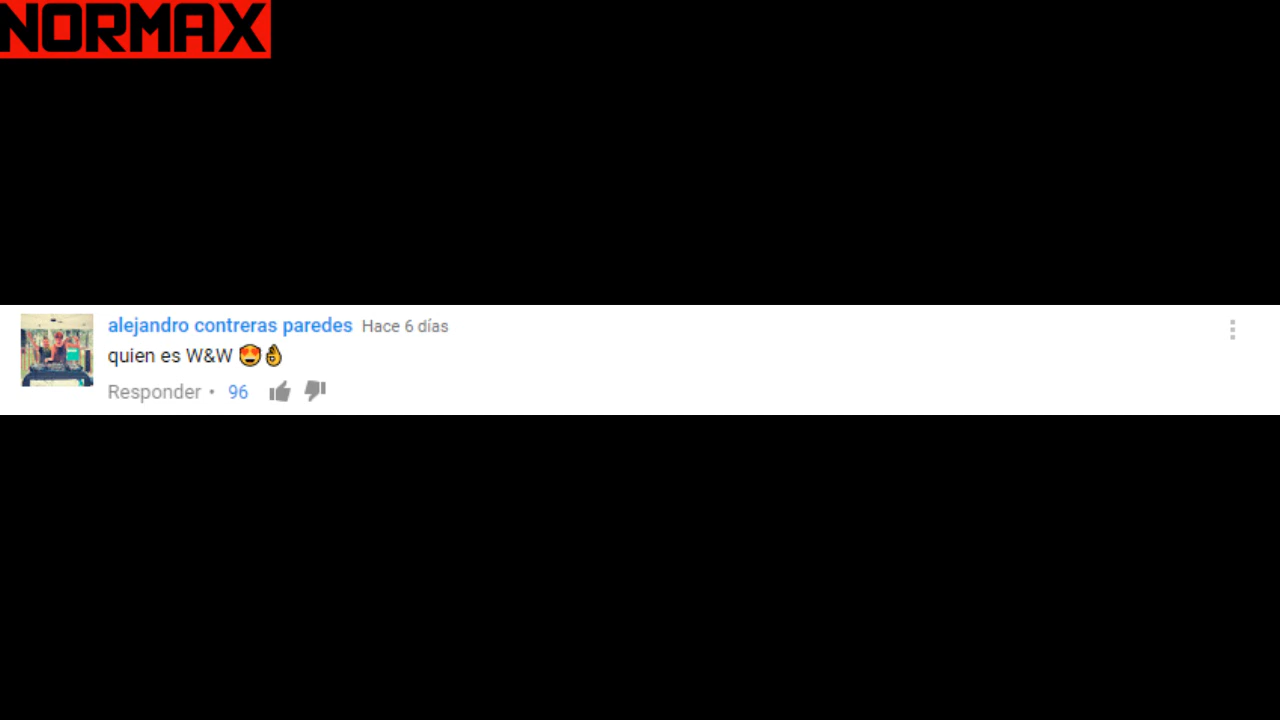 NORMAX
alejandro contreras paredes Hace 6 días
quien es W&W 😍👌
Responder • 96